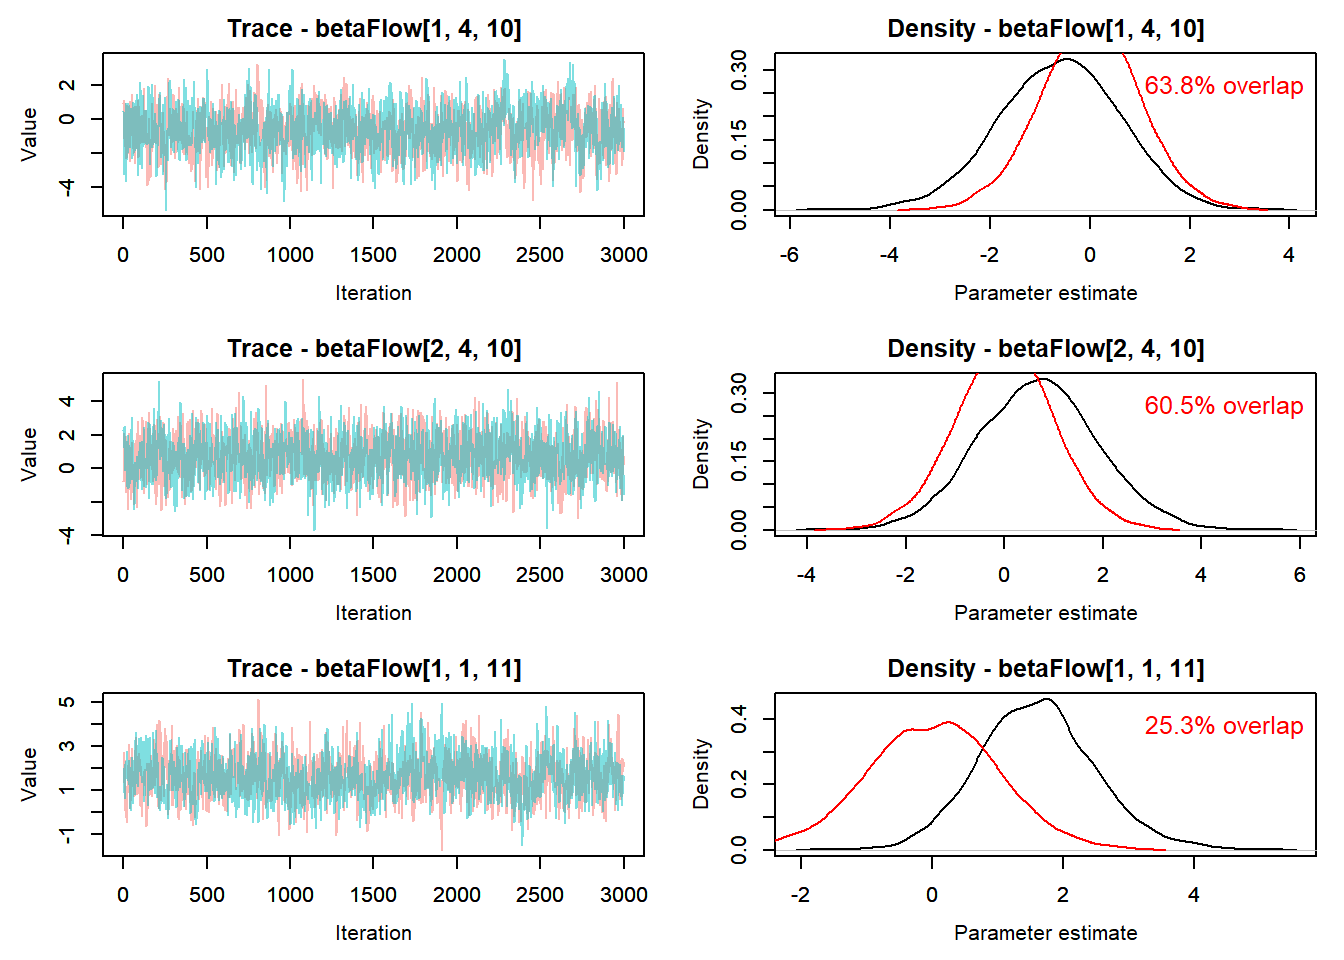 Trace - betaFlow[1, 4, 10]
Value
2
0
-4
0 500 1000 1500 2000 2500 3000
Iteration
Density - betaFlow[1, 4, 10]
Density
0.30
0.15
0.00
63.8% overlap
-6 -4 -2 0 2 4
Parameter estimate
Trace - betaFlow[2, 4, 10]
Value
4
2
0
-4
0 500 1000 1500 2000 2500 3000
Iteration
Density - betaFlow[2, 4, 10]
Density
0.30
0.15
0.00
60.5% overlap
-4 -2 0 2 4 6
Parameter estimate
Trace - betaFlow[1, 1, 11]
Value
5
3
1
-1
0 500 1000 1500 2000 2500 3000
Iteration
Density - betaFlow[1, 1, 11]
Density
0.4
0.2
0.0
25.3% overlap
-2 0 2 4
Parameter estimate